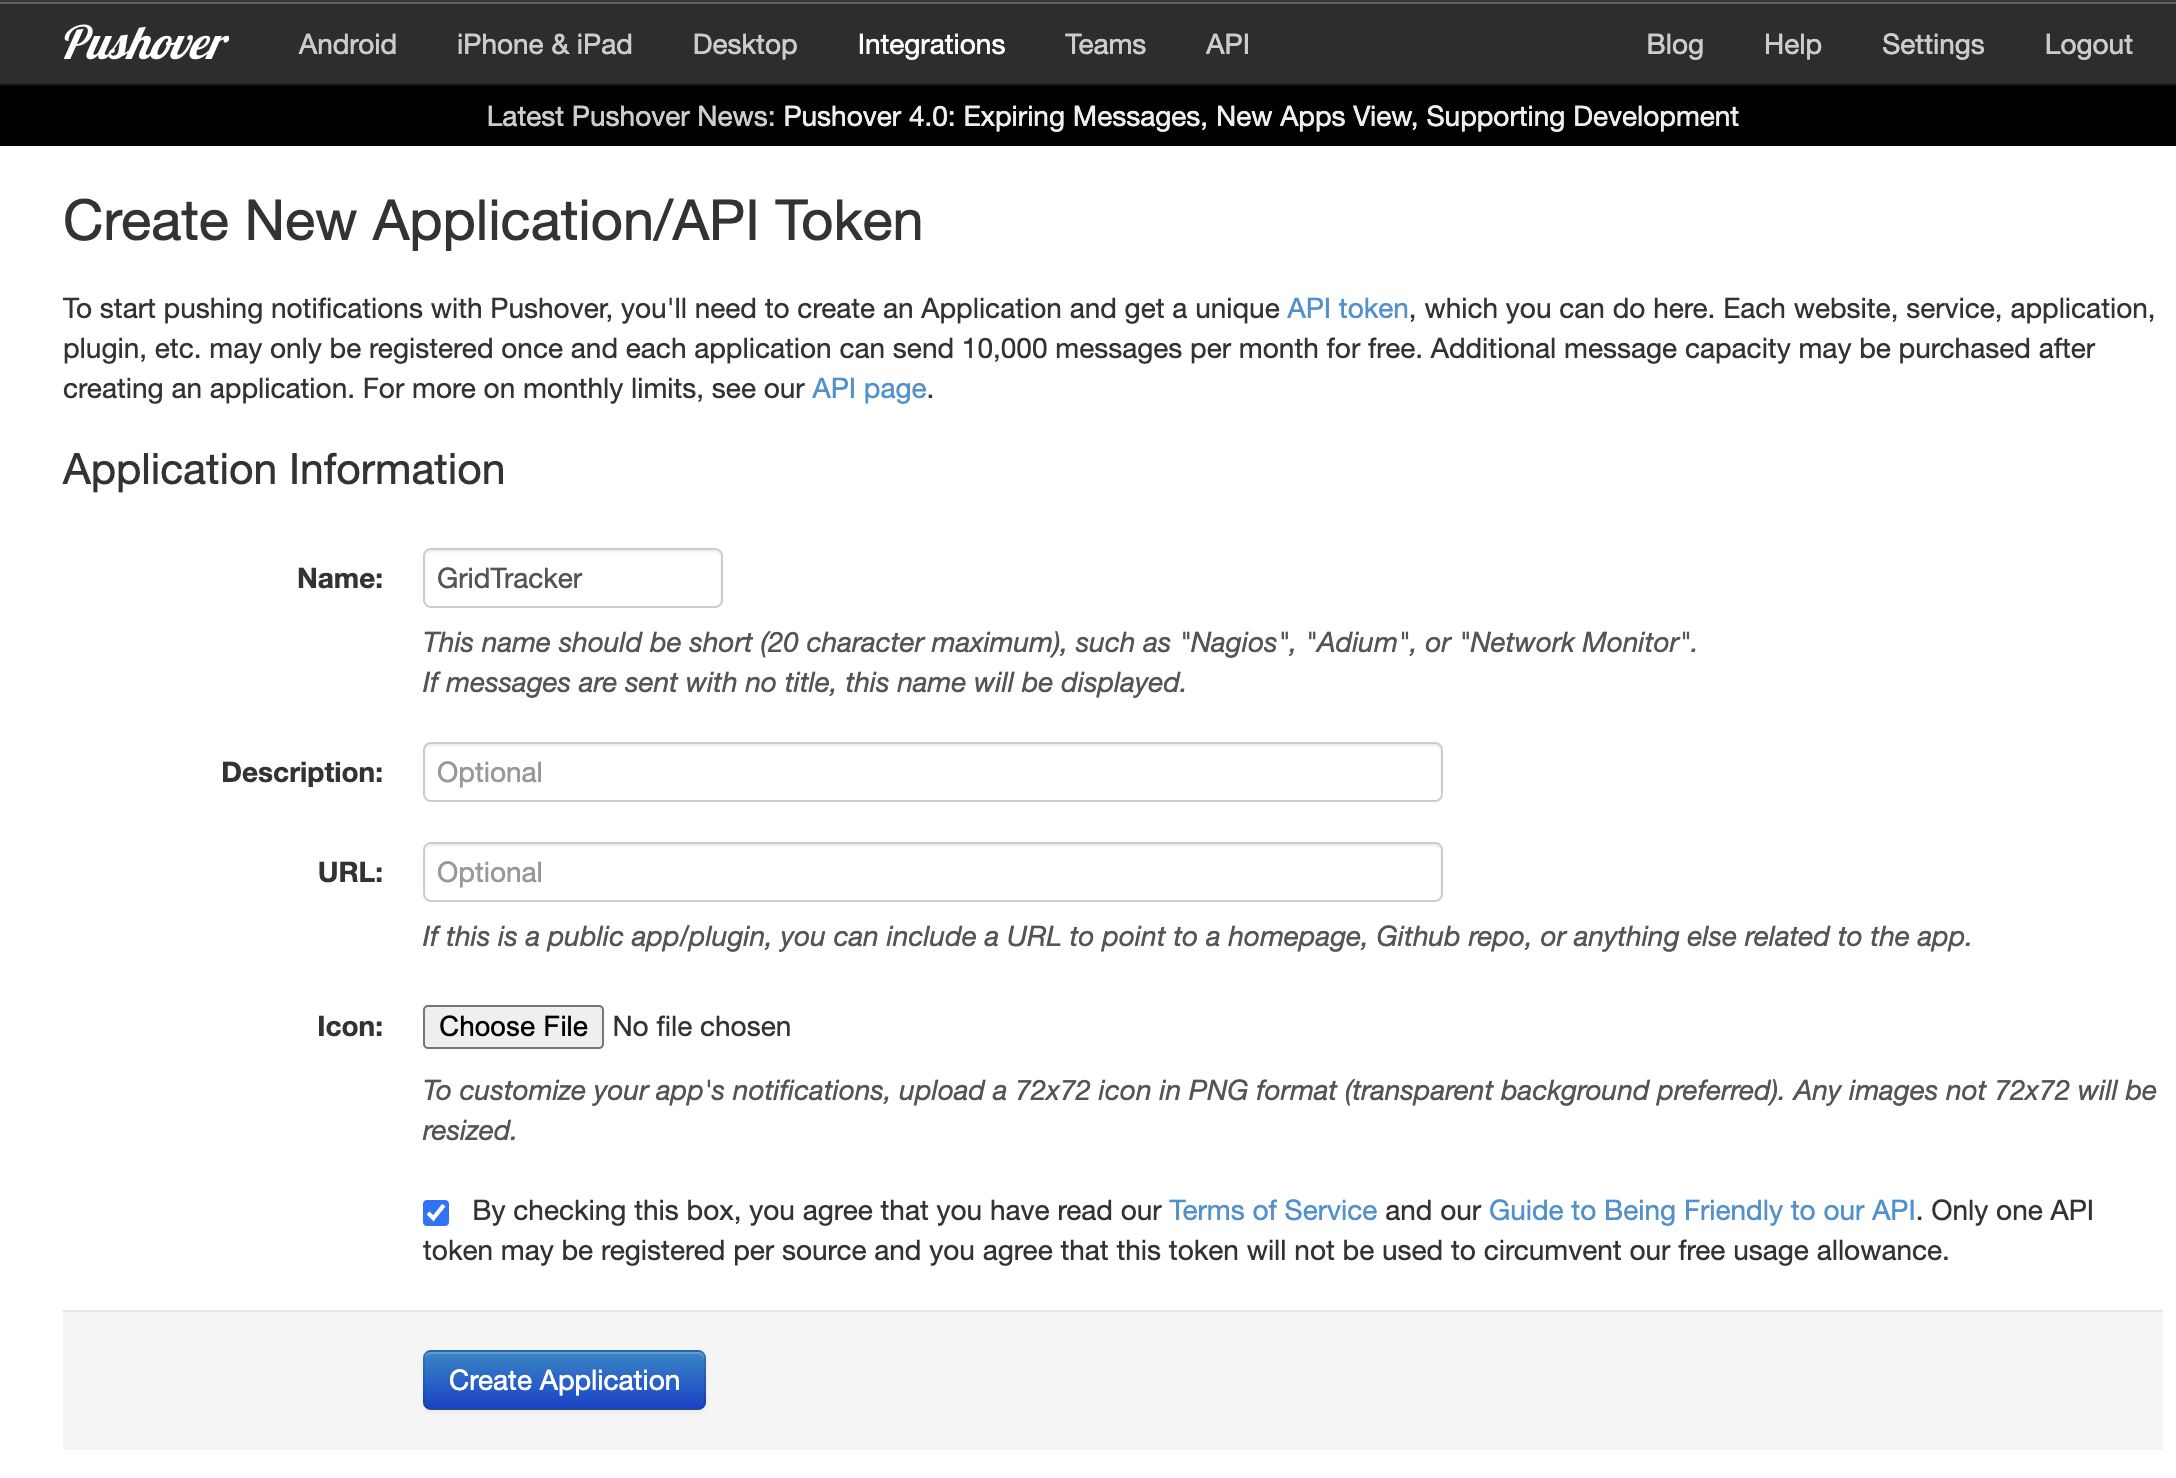 Pushover Android iPhone & iPad Desktop Integrations Teams API Blog Help Settings Logout
Latest Pushover News: Pushover 4.0: Expiring Messages, New Apps View, Supporting Development
Create New Application/API Token
To start pushing notifications with Pushover, you'll need to create an Application and get a unique API token, which you can do here. Each website, service, application,
plugin, etc. may only be registered once and each application can send 10,000 messages per month for free. Additional message capacity may be purchased after
creating an application. For more on monthly limits, see our API page.
Application Information
Name: GridTracker
This name should be short (20 character maximum), such as "Nagios", "Adium", or "Network Monitor".
If messages are sent with no title, this name will be displayed.
Description: Optional
URL: Optional
If this is a public app/plugin, you can include a URL to point to a homepage, Github repo, or anything else related to the app.
Icon: Choose File No file chosen
To customize your app's notifications, upload a 72x72 icon in PNG format (transparent background preferred). Any images not 72x72 will be
resized.
By checking this box, you agree that you have read our Terms of Service and our Guide to Being Friendly to our API. Only one API
token may be registered per source and you agree that this token will not be used to circumvent our free usage allowance.
Create Application